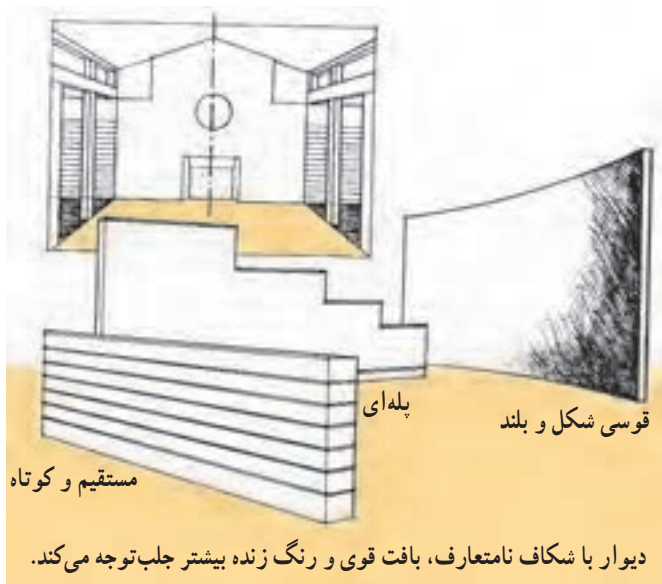 پله‌ای
قوسی شکل و بلند
مستقیم و کوتاه
دیوار با شکاف نامتعارف، بافت قوی و رنگ زنده بیشتر جلب‌توجه می‌کند.